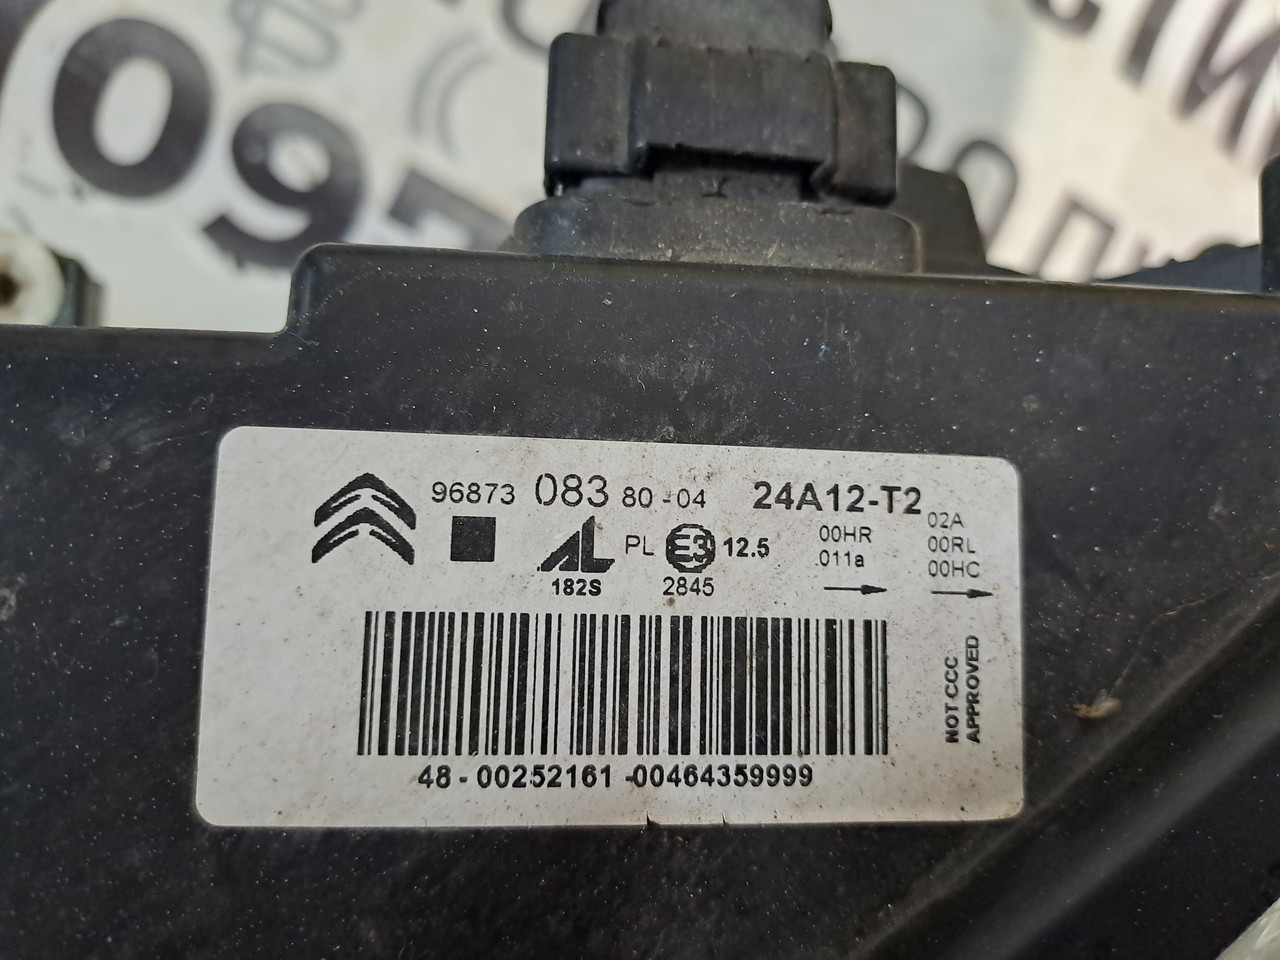 097
96873 083 80-04 24A12-T2
PL E3 12.5 00HR 02A
.011a 00RL
182S 2845 00HC
NOT CCC
APPROVED
48-00252161-00464359999